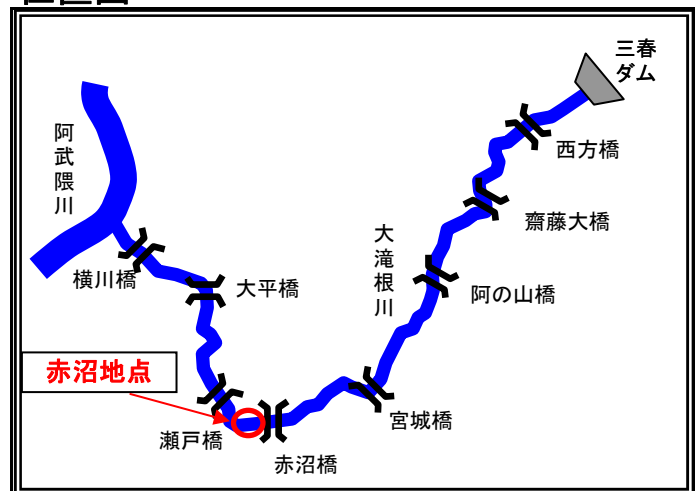 三春
ダム
西方橋
齋藤大橋
阿の山橋
大滝根川
宮城橋
赤沼橋
瀬戸橋
赤沼地点
大平橋
横川橋
阿武隈川